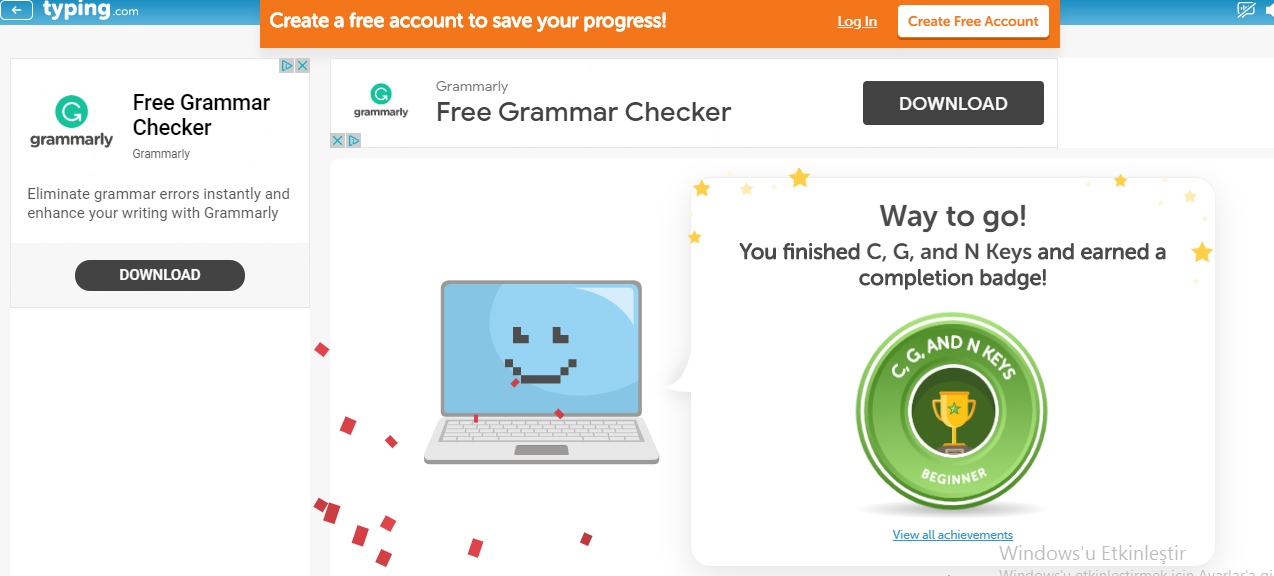 typing.com
Create a free account to save your progress!
Log In
Create Free Account
Free Grammar
Checker
grammarly
Grammarly
Eliminate grammar errors instantly and
enhance your writing with Grammarly
DOWNLOAD
Grammarly
grammarly
Free Grammar Checker
DOWNLOAD
Way to go!
You finished C, G, and N Keys and earned a
completion badge!
C, G, AND N KEYS
BEGINNER
View all achievements
Windows'u Etkinleştir
Windows'u etkinleştirmek için Ayarlar'a